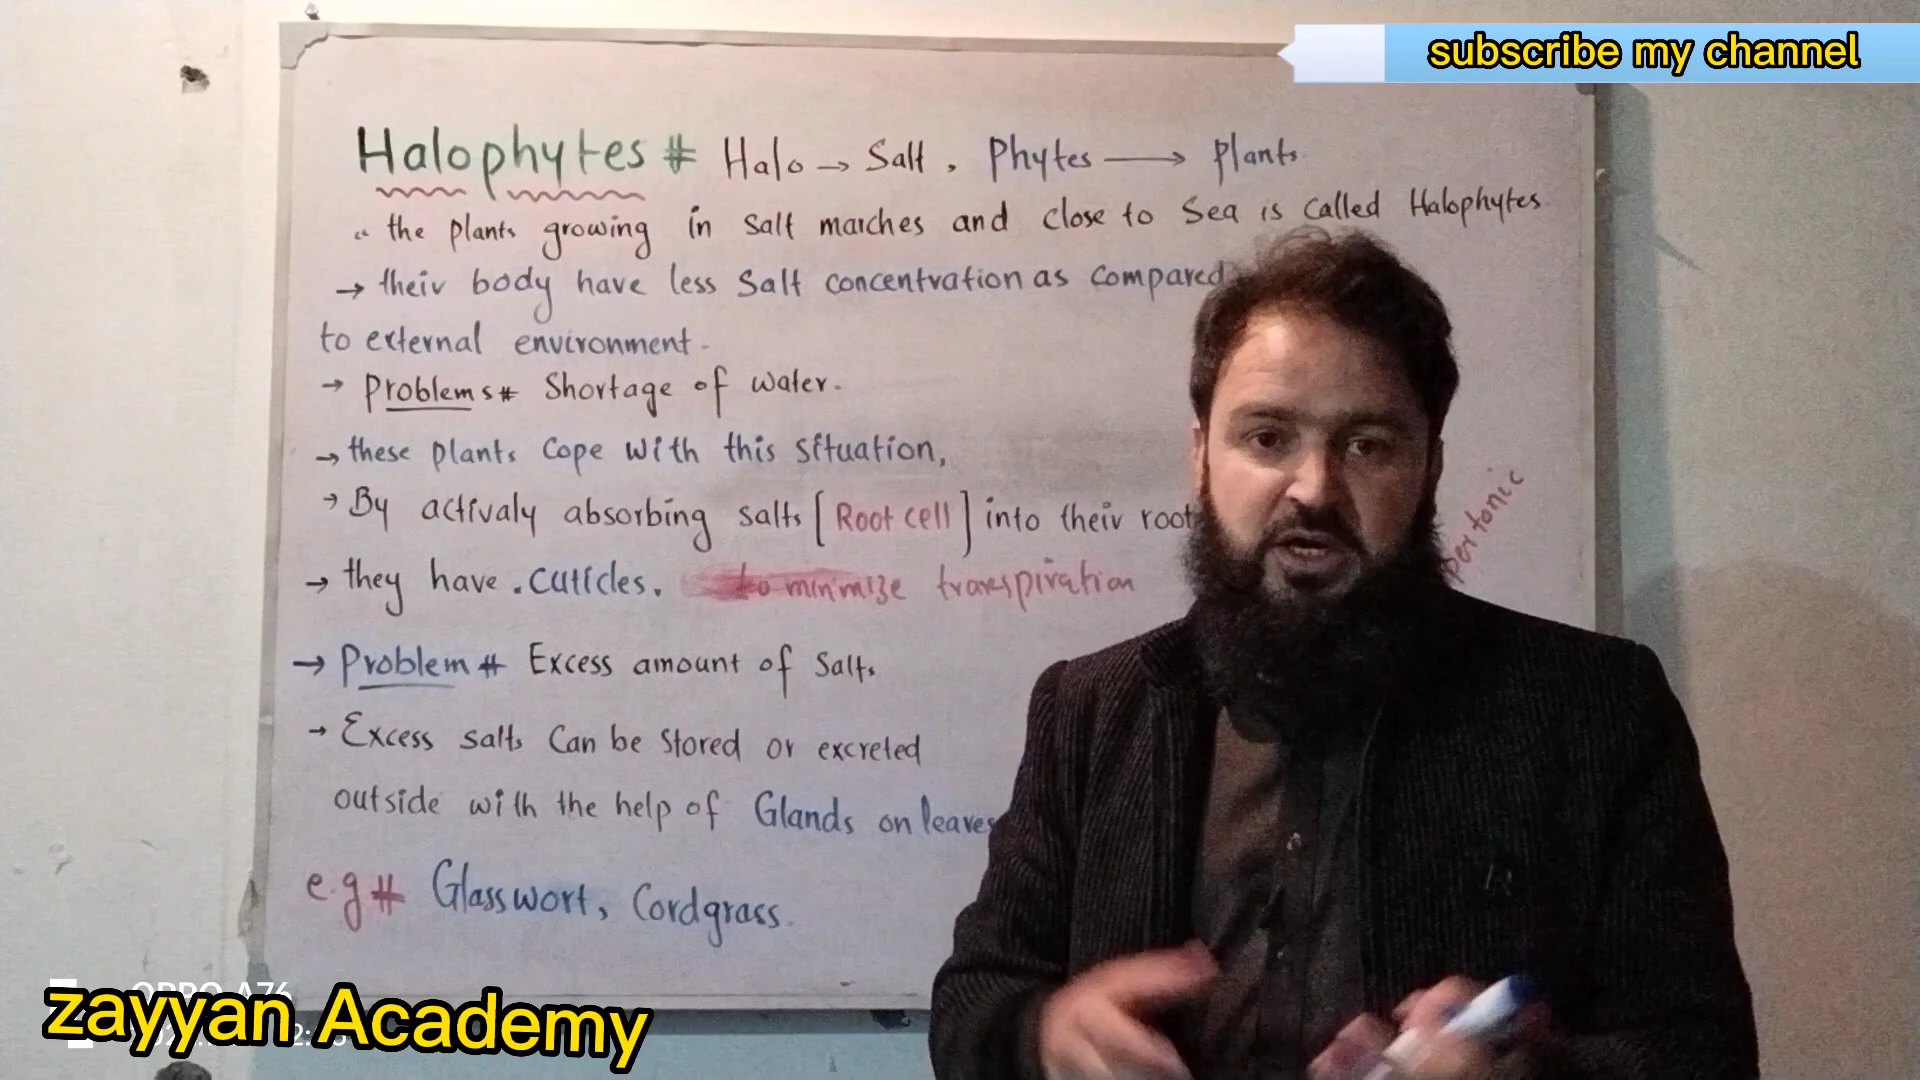 subscribe my channel
Halophytes # Halo → Salt , Phytes → Plants.
" the plants growing in salt marches and close to Sea is called Halophytes
→ their body have less salt concentration as compared
to external environment.
→ Problems # Shortage of water.
→ these plants cope with this situation,
→ By activaly absorbing salts [Root cell] into their root
→ they have .cuticles. to minimize transpiration
pertonic
→ Problem # Excess amount of salts
→ Excess salts can be stored or excreted
outside with the help of Glands on leaves
e.g # Glasswort, Cordgrass.
zayyan Academy